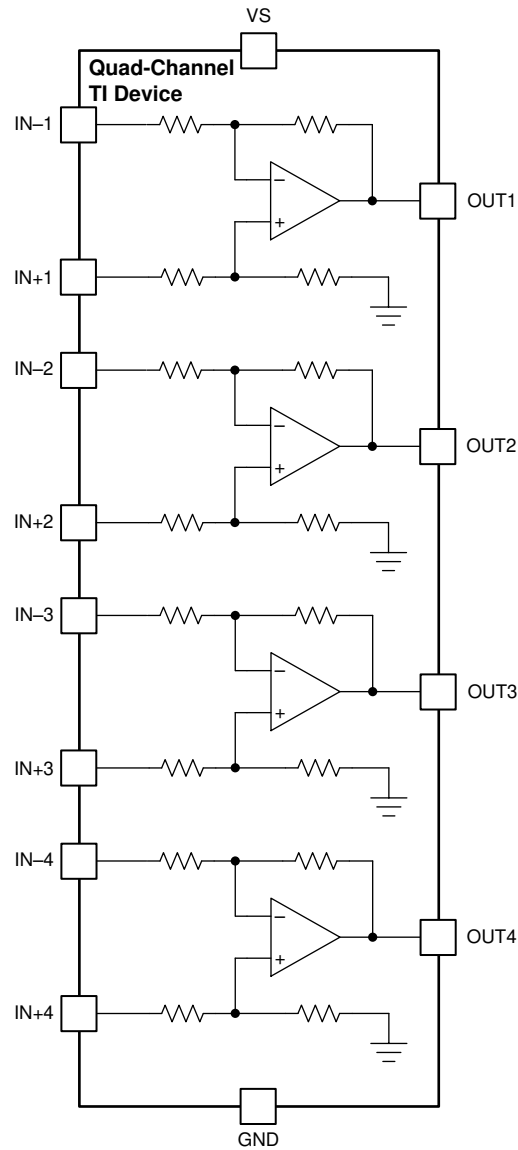 VS
Quad-Channel
TI Device
IN–1
−
+
OUT1
IN+1
IN–2
−
+
OUT2
IN+2
IN–3
−
+
OUT3
IN+3
IN–4
−
+
OUT4
IN+4
GND